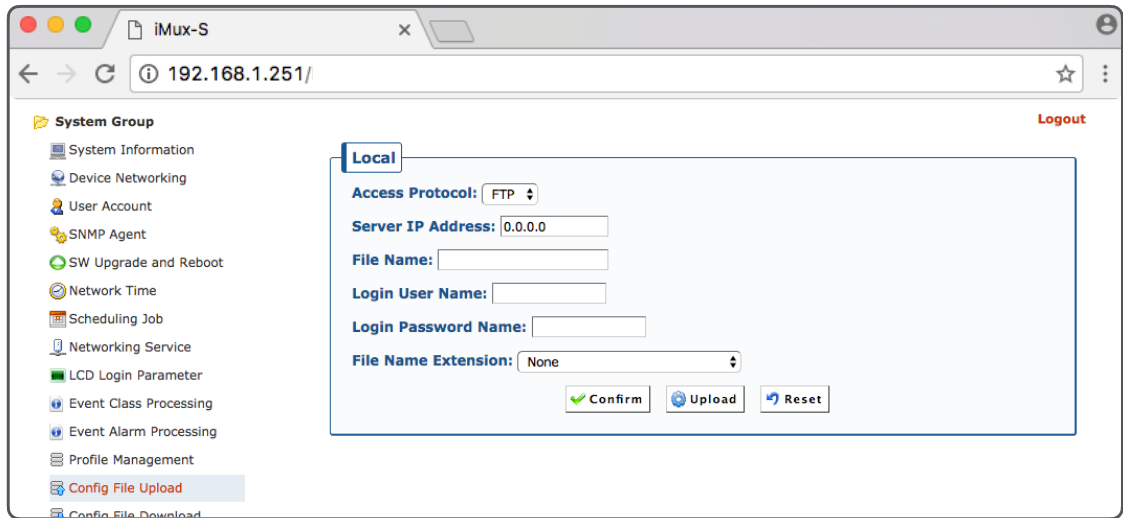 iMux-S
192.168.1.251/
System Group
System Information
Device Networking
User Account
SNMP Agent
SW Upgrade and Reboot
Network Time
Scheduling Job
Networking Service
LCD Login Parameter
Event Class Processing
Event Alarm Processing
Profile Management
Config File Upload
Config File Download
Logout
Local
Access Protocol: FTP
Server IP Address: 0.0.0.0
File Name:
Login User Name:
Login Password Name:
File Name Extension: None
Confirm Upload Reset